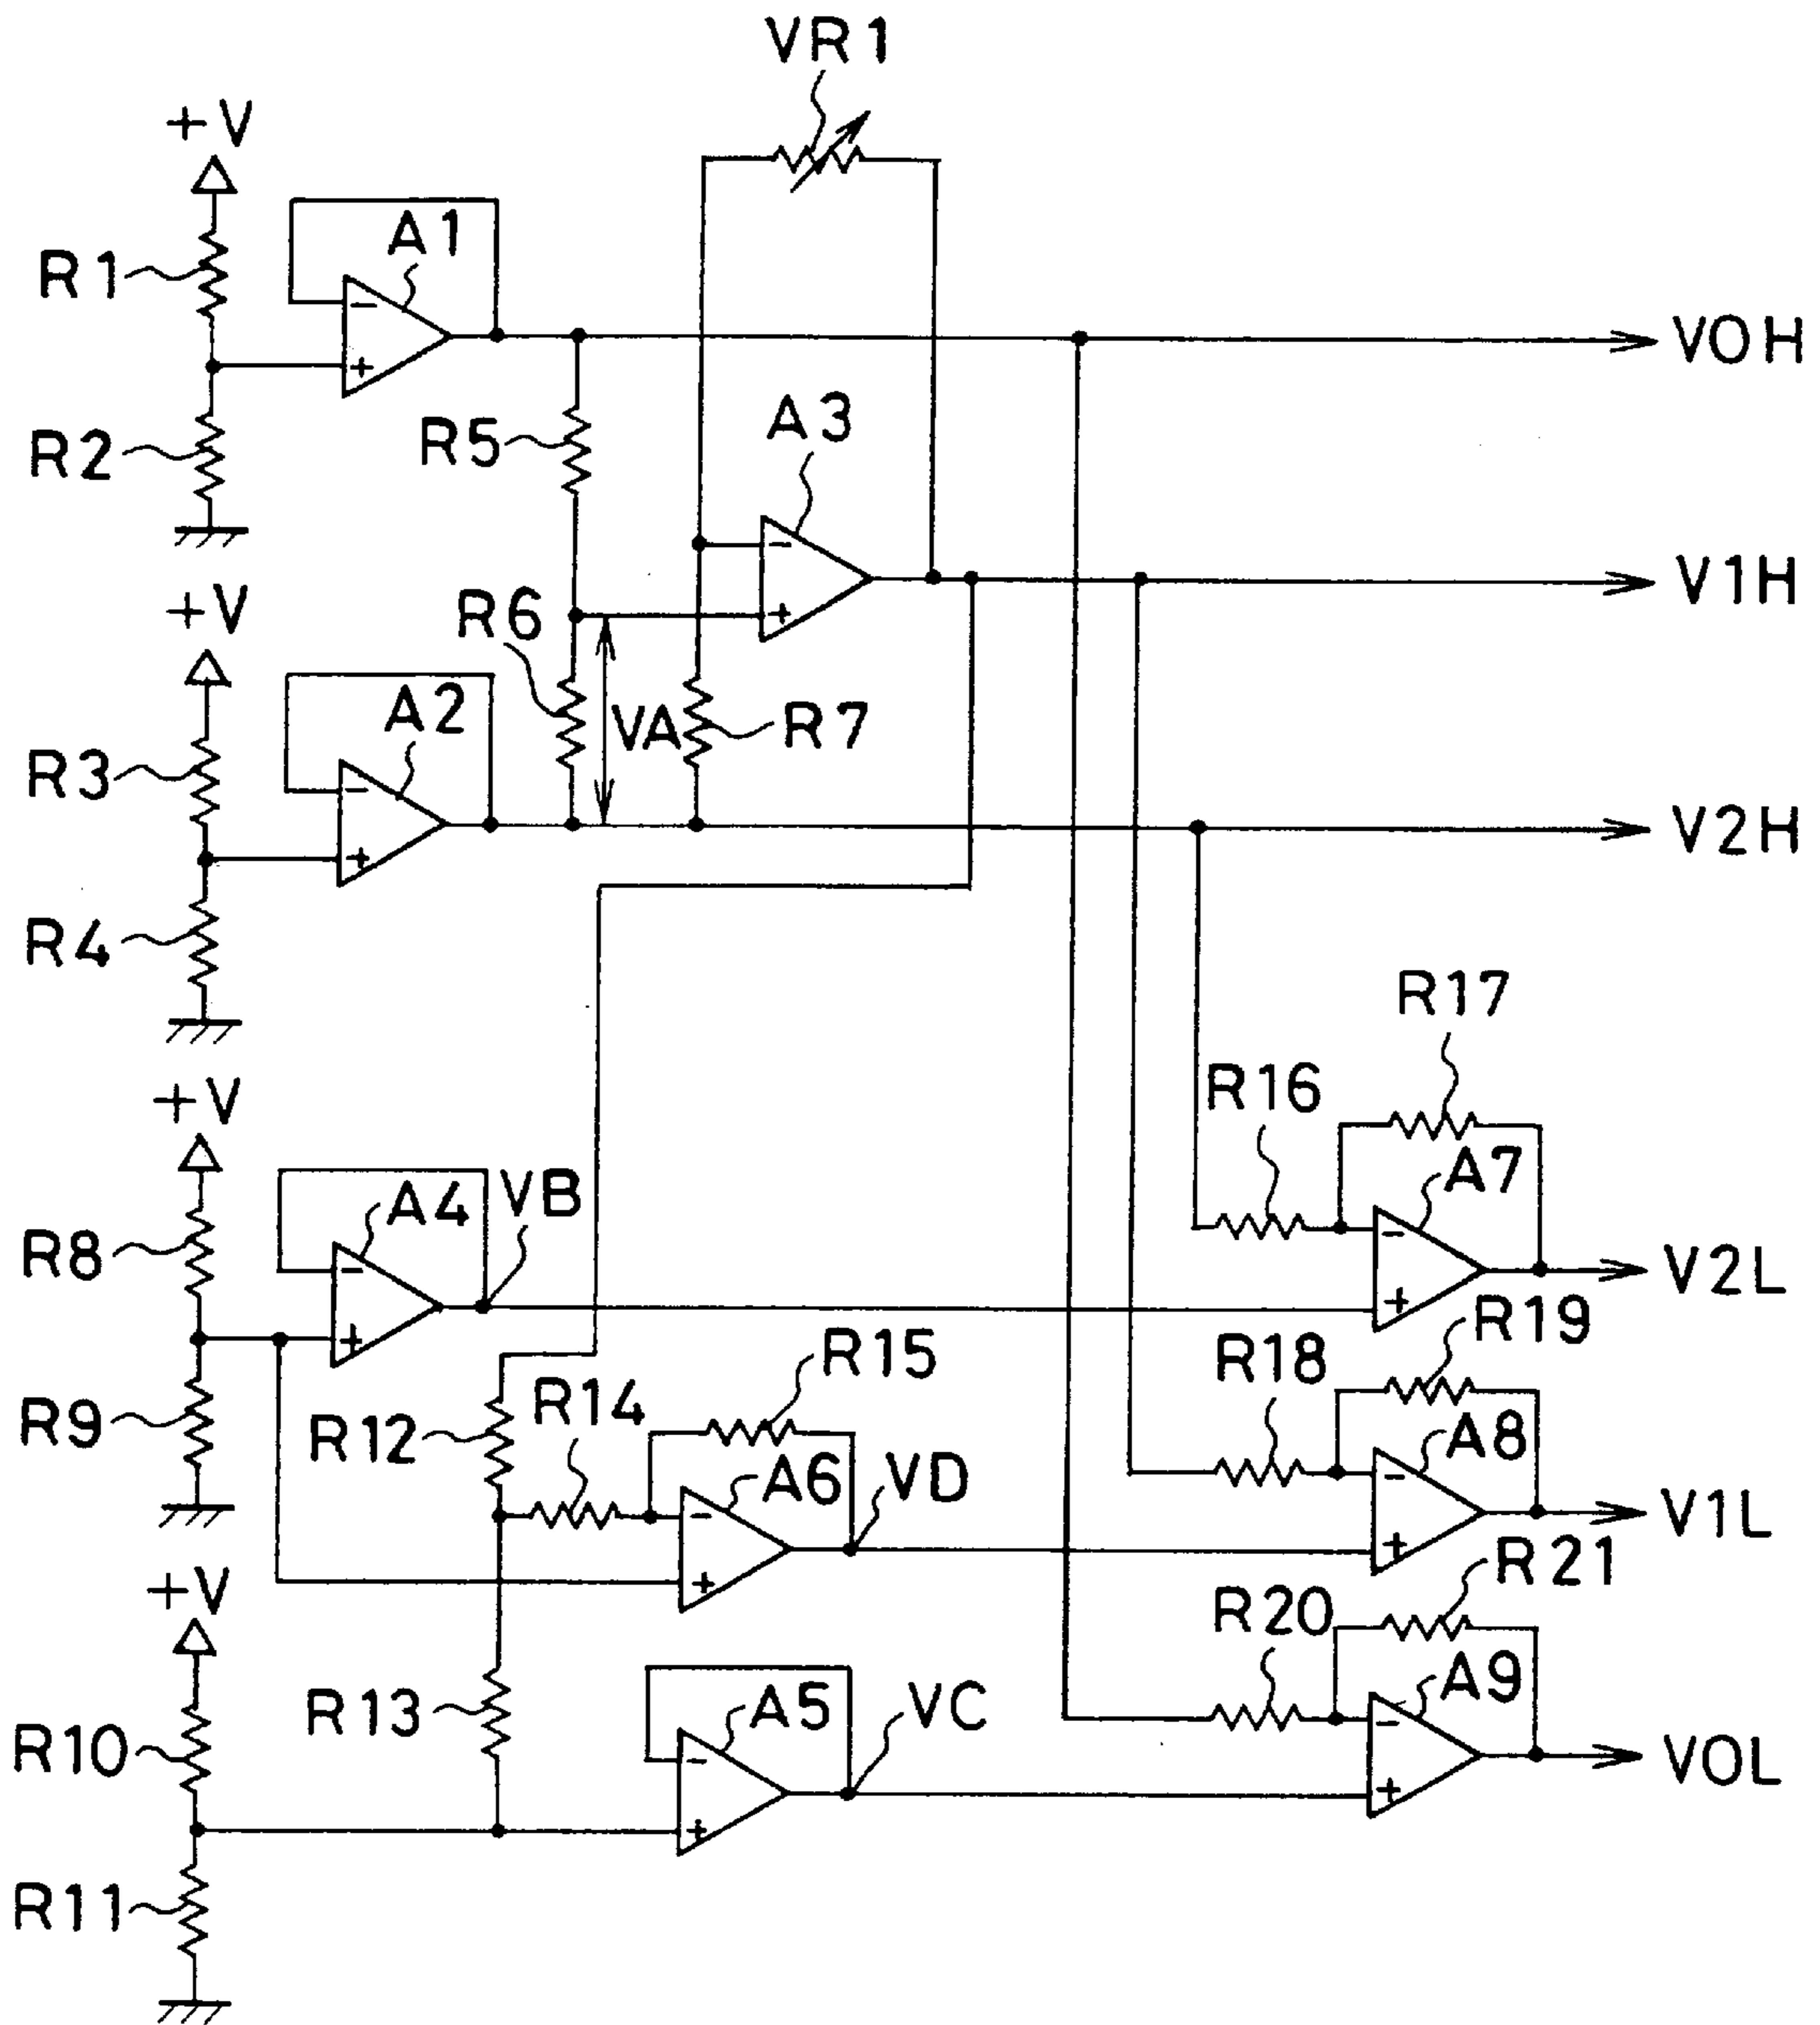 VR1
+V
A1
R1
V0H
A3
R5
R2
V1H
+V
R6
A2
VA
R7
R3
V2H
R4
R17
R16
+V
A7
A4
VB
R8
V2L
R19
R15
R18
R14
R9
R12
A8
A6
VD
V1L
R21
+V
R20
A9
R13
A5
VC
R10
V0L
R11